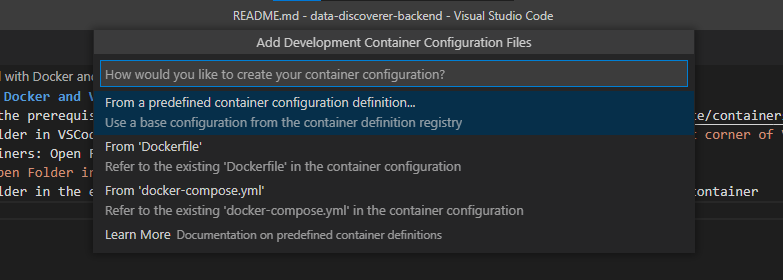 README.md - data-discoverer-backend - Visual Studio Code
Add Development Container Configuration Files
How would you like to create your container configuration?
d with Docker and
From a predefined container configuration definition...
Docker and V
Use a base configuration from the container definition registry
the prerequis
te/container
From 'Dockerfile'
lder in VSCod
corner of V
Refer to the existing 'Dockerfile' in the container configuration
iners: Open F
From 'docker-compose.yml'
pen Folder in
Refer to the existing 'docker-compose.yml' in the container configuration
lder in the e
ontainer
Learn More Documentation on predefined container definitions